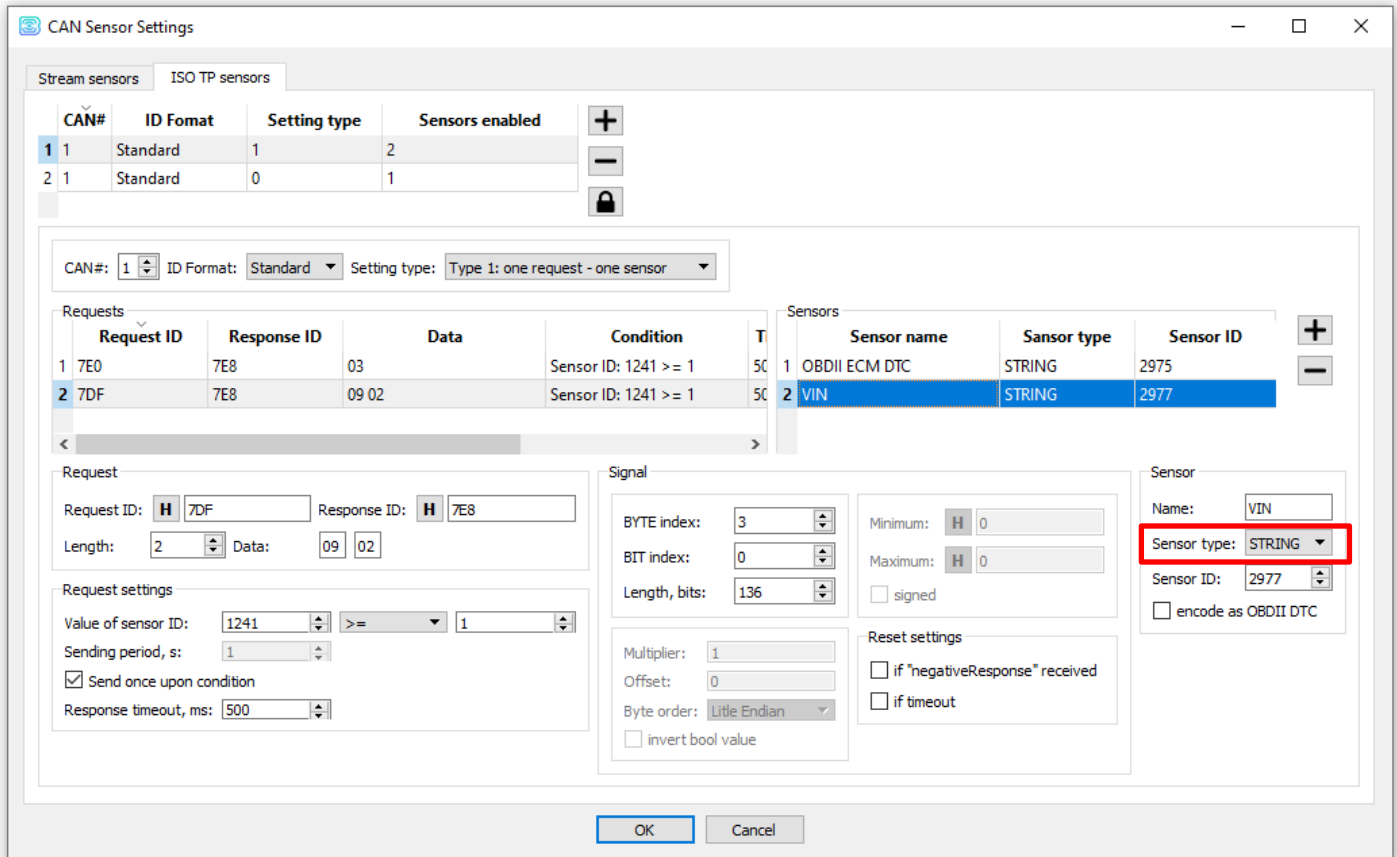 CAN Sensor Settings
Stream sensors ISO TP sensors
CAN# ID Fomat Setting type Sensors enabled
1 1 Standard 1 2
2 1 Standard 0 1
CAN#: 1 ID Format: Standard Setting type: Type 1: one request - one sensor
Requests
Request ID Response ID Data Condition
1 7E0 7E8 03 Sensor ID: 1241 >= 1 50
2 7DF 7E8 09 02 Sensor ID: 1241 >= 1 50
Sensors
Sensor name Sansor type Sensor ID
1 OBDII ECM DTC STRING 2975
2 VIN STRING 2977
Request
Request ID: H 7DF Response ID: H 7E8
Length: 2 Data: 09 02
Request settings
Value of sensor ID: 1241 >= 1
Sending period, s: 1
Send once upon condition
Response timeout, ms: 500
Signal
BYTE index: 3
BIT index: 0
Length, bits: 136
Multiplier: 1
Offset: 0
Byte order: Litle Endian
invert bool value
Minimum: H 0
Maximum: H 0
signed
Reset settings
if "negativeResponse" received
if timeout
Sensor
Name: VIN
Sensor type: STRING
Sensor ID: 2977
encode as OBDII DTC
OK Cancel